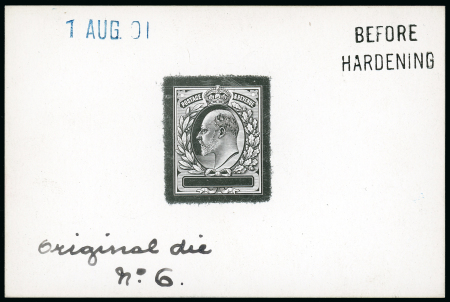 1 AUG. 01
BEFORE
HARDENING
POSTAGE & REVENUE
Original die
No. 6.